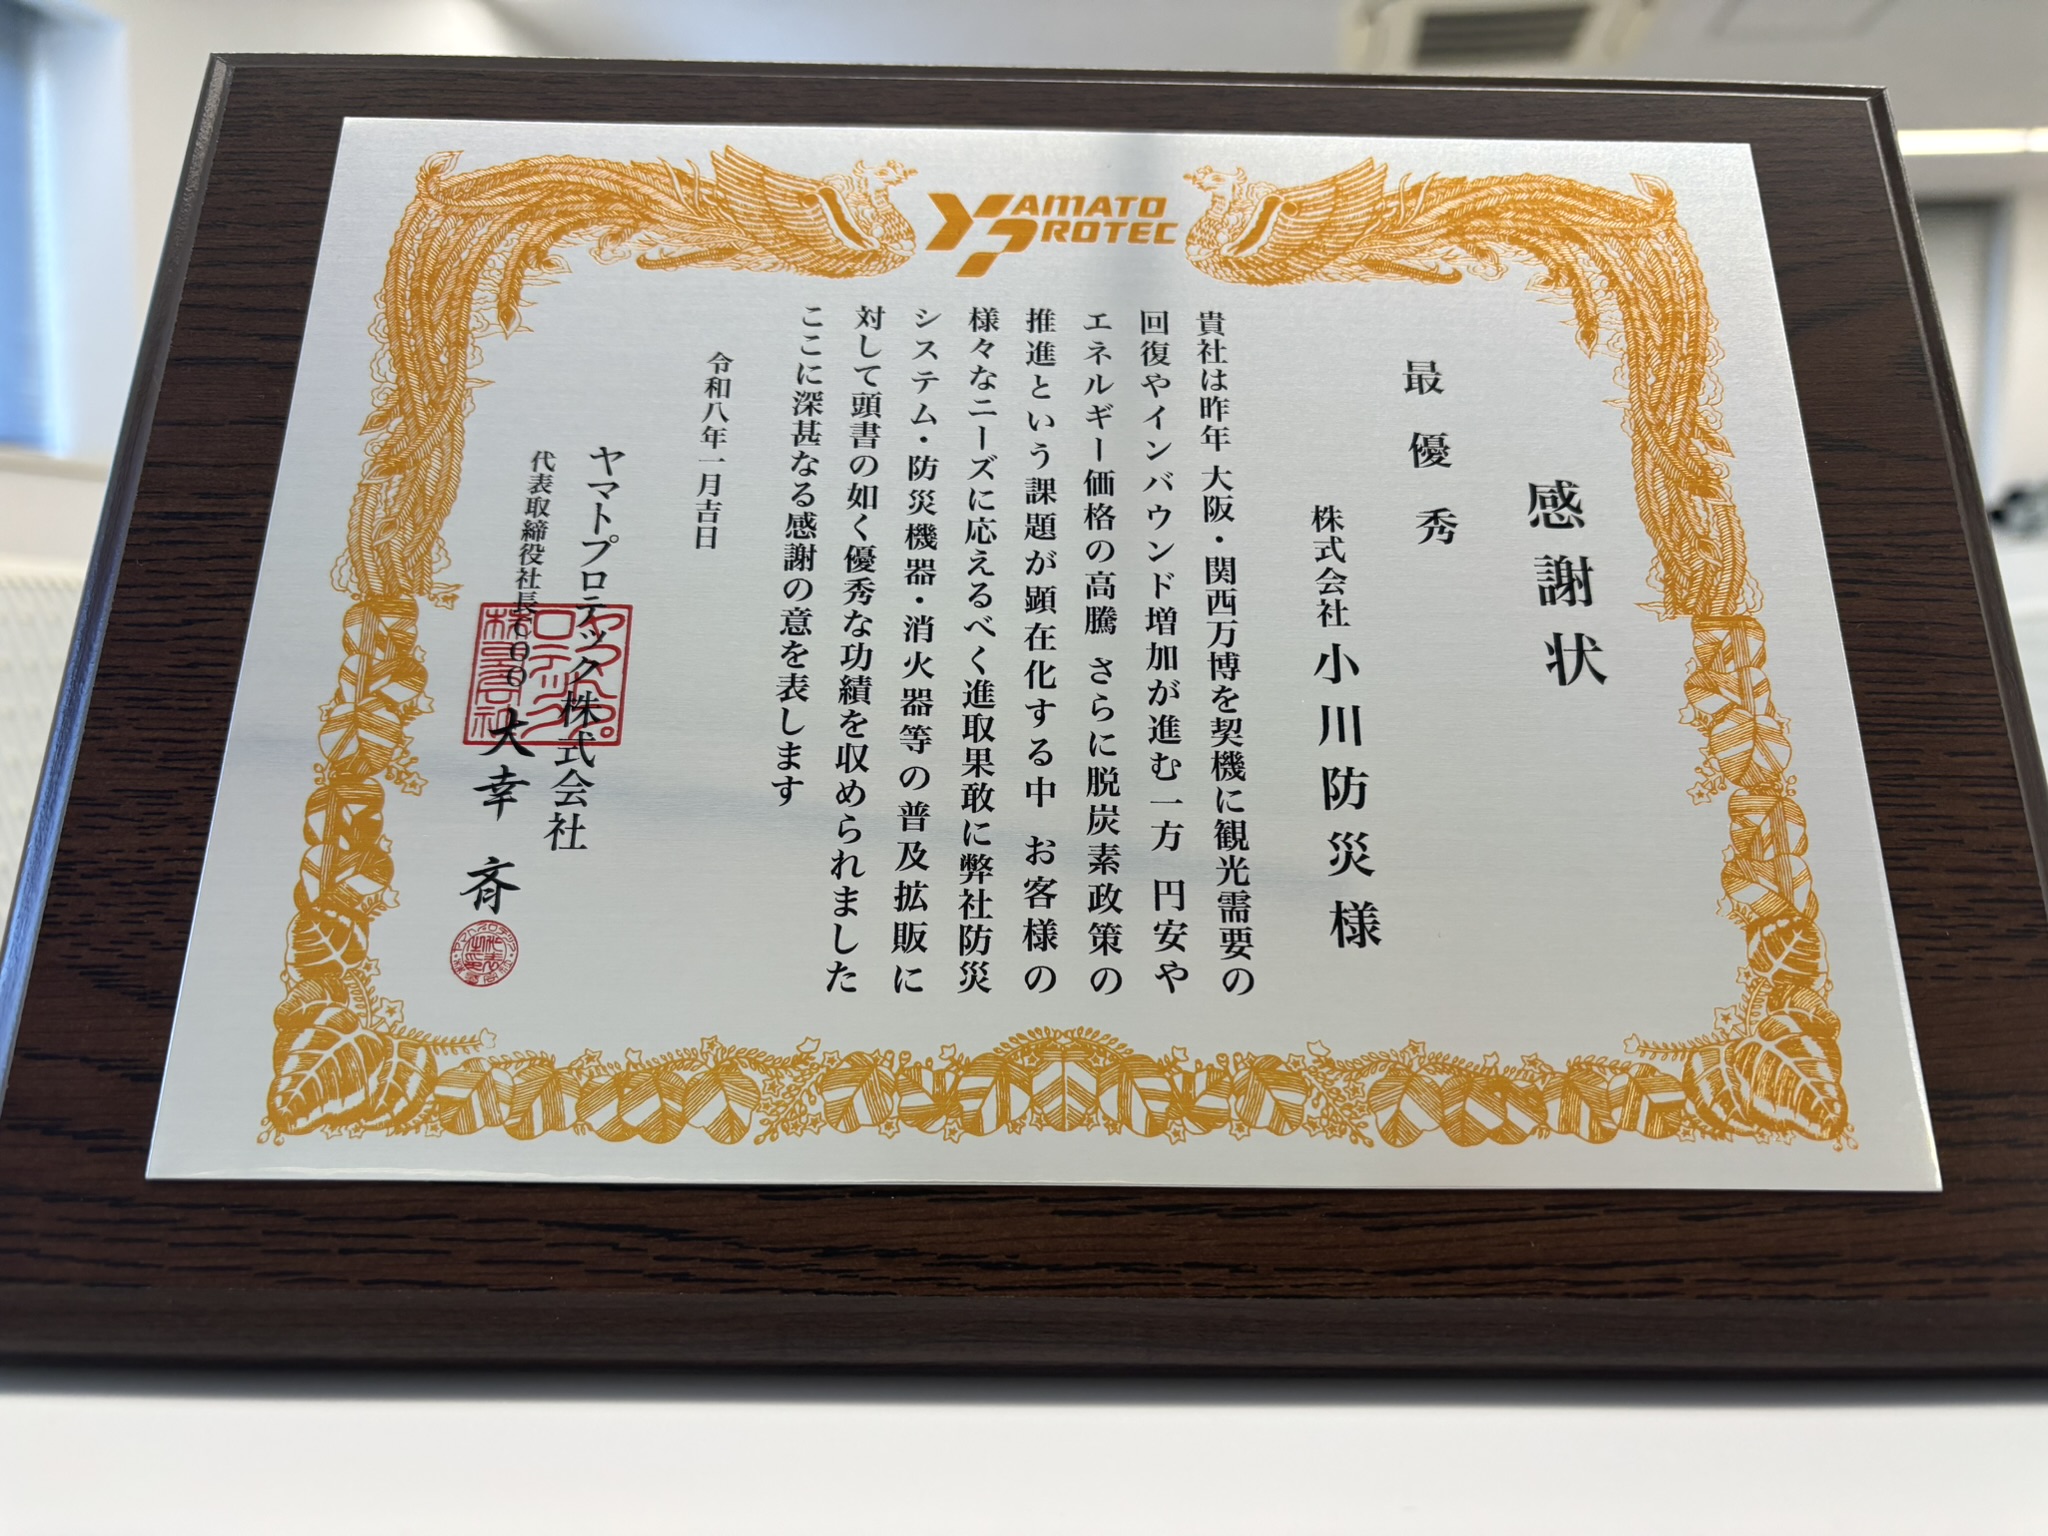 YAMATO
PROTEC
感謝状
最優秀
株式会社 小川防災様
貴社は昨年 大阪・関西万博を契機に観光需要の
回復やインバウンド増加が進む一方 円安や
エネルギー価格の高騰 さらに脱炭素政策の
推進という課題が顕在化する中 お客様の
様々なニーズに応えるべく進取果敢に弊社防災
システム・防災機器・消火器等の普及拡販に
対して頭書の如く優秀な功績を収められました
ここに深甚なる感謝の意を表します
令和八年一月吉日
ヤマトプロテック株式会社
代表取締役社長 大幸 斉